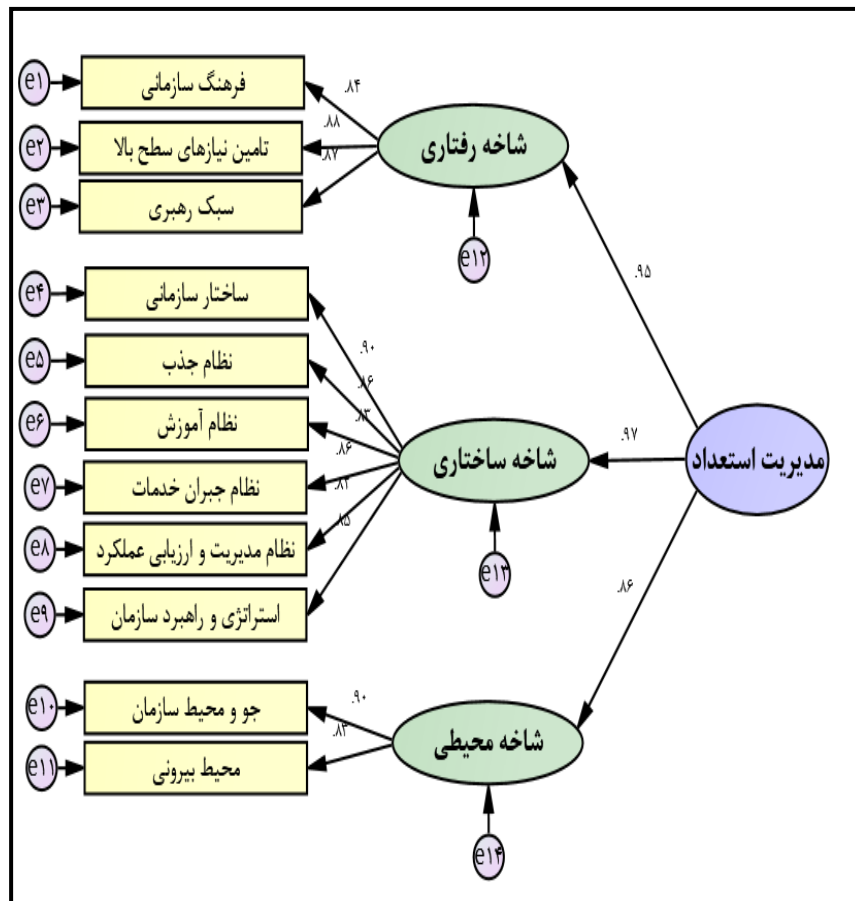 e۱
فرهنگ سازمانی
.۸۴
e۲
تامین نیازهای سطح بالا
.۸۸
e۳
سبک رهبری
.۸۷
شاخه رفتاری
e۱۲
.۹۵
e۴
ساختار سازمانی
.۹۰
e۵
نظام جذب
.۸۶
e۶
نظام آموزش
.۸۳
e۷
نظام جبران خدمات
.۸۶
e۸
نظام مدیریت و ارزیابی عملکرد
e۹
استراتژی و راهبرد سازمان
.۸۵
شاخه ساختاری
e۱۳
.۹۷
مدیریت استعداد
e۱۰
جو و محیط سازمان
.۹۰
e۱۱
محیط بیرونی
.۸۳
شاخه محیطی
e۱۴
.۸۶